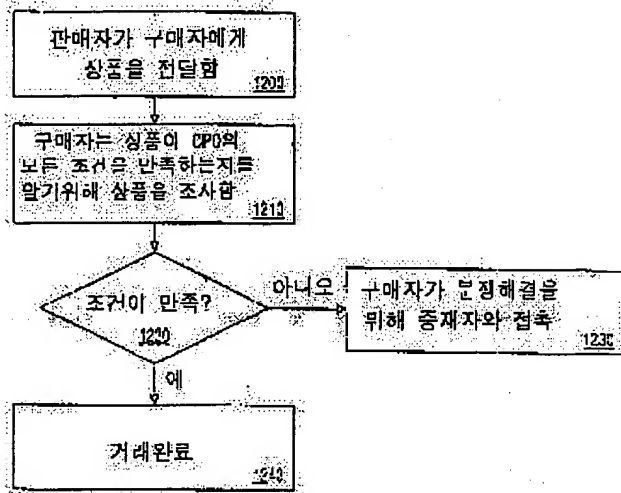 판매자가 구매자에게
상품을 전달함
1200
구매자는 상품이 CPO의
모든 조건을 만족하는지를
알기위해 상품을 조사함
1210
조건이 만족?
1220
아니오
구매자가 분쟁해결을
위해 중재자와 접촉
1230
예
거래완료
1240